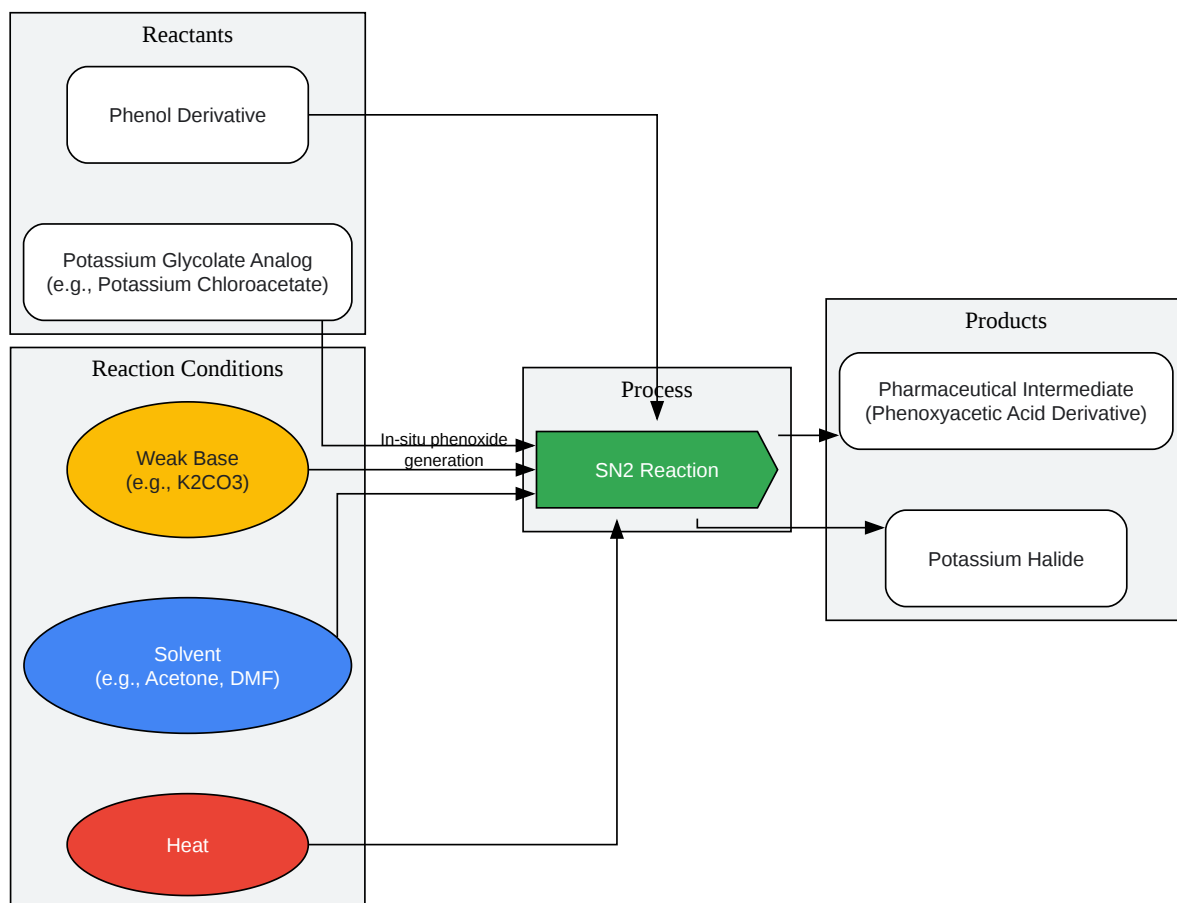 Reactants
Phenol Derivative
Potassium Glycolate Analog
(e.g., Potassium Chloroacetate)
Reaction Conditions
Weak Base
(e.g., K2CO3)
Solvent
(e.g., Acetone, DMF)
Heat
In-situ phenoxide
generation
Process
SN2 Reaction
Products
Pharmaceutical Intermediate
(Phenoxyacetic Acid Derivative)
Potassium Halide